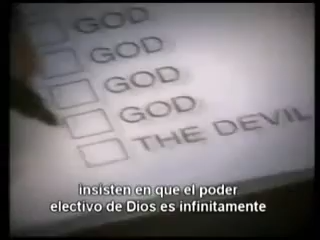 GOD
GOD
GOD
GOD
THE DEVIL
insisten en que el poder
electivo de Dios es infinitamente